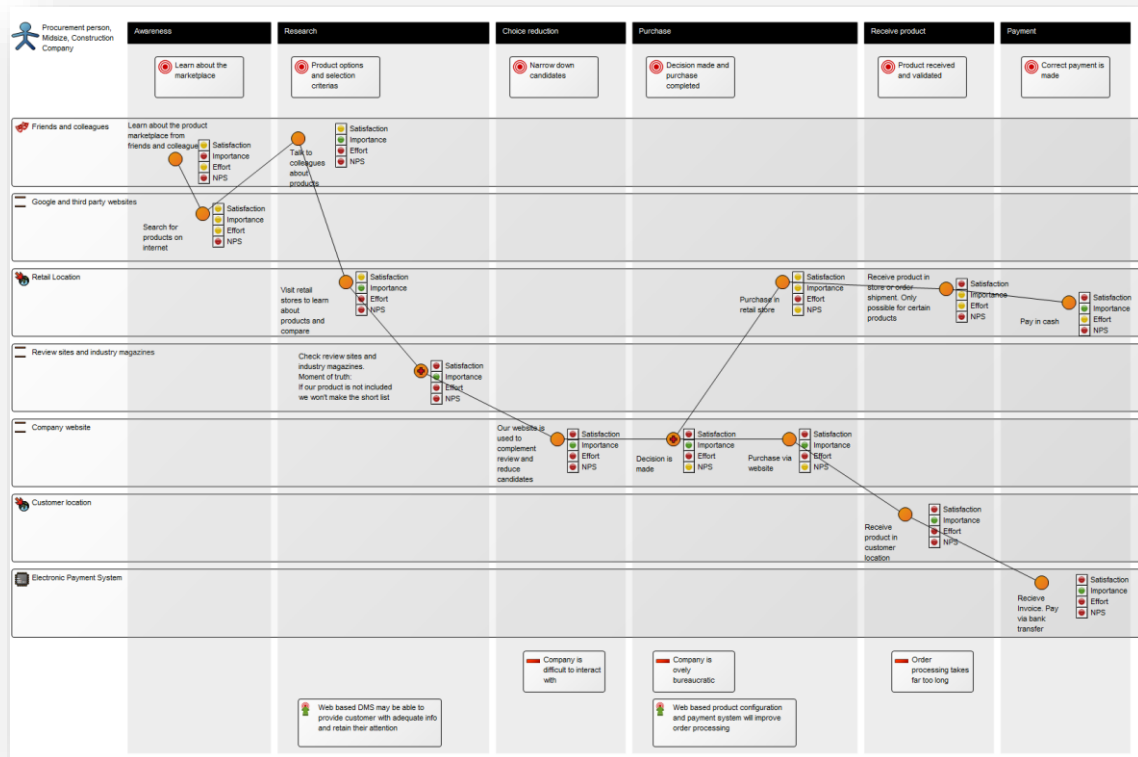 Procurement person,
Midsize, Construction
Company
Awareness
Research
Choice reduction
Purchase
Receive product
Payment
Learn about the
marketplace
Product options
and selection
criterias
Narrow down
candidates
Decision made and
purchase
completed
Product received
and validated
Correct payment is
made
Friends and colleagues
Learn about the product
marketplace from
friends and colleague
Satisfaction
Importance
Effort
NPS
Talk to
colleagues
about
products
Satisfaction
Importance
Effort
NPS
Google and third party websites
Search for
products on
internet
Satisfaction
Importance
Effort
NPS
Retail Location
Visit retail
stores to learn
about
products and
compare
Satisfaction
Importance
Effort
NPS
Purchase in
retail store
Satisfaction
Importance
Effort
NPS
Receive product in
store or order
shipment. Only
possible for certain
products
Satisfaction
Importance
Effort
NPS
Pay in cash
Satisfaction
Importance
Effort
NPS
Review sites and industry magazines
Check review sites and
industry magazines.
Moment of truth:
If our product is not included
we won't make the short list
Satisfaction
Importance
Effort
NPS
Company website
Our website is
used to
complement
review and
reduce
candidates
Satisfaction
Importance
Effort
NPS
Decision is
made
Satisfaction
Importance
Effort
NPS
Purchase via
website
Satisfaction
Importance
Effort
NPS
Customer location
Receive
product in
customer
location
Satisfaction
Importance
Effort
NPS
Electronic Payment System
Recieve
Invoice. Pay
via bank
transfer
Satisfaction
Importance
Effort
NPS
Company is
difficult to interact
with
Company is
ovely
bureaucratic
Order
processing takes
far too long
Web based DMS may be able to
provide customer with adequate info
and retain their attention
Web based product configuration
and payment system will improve
order processing